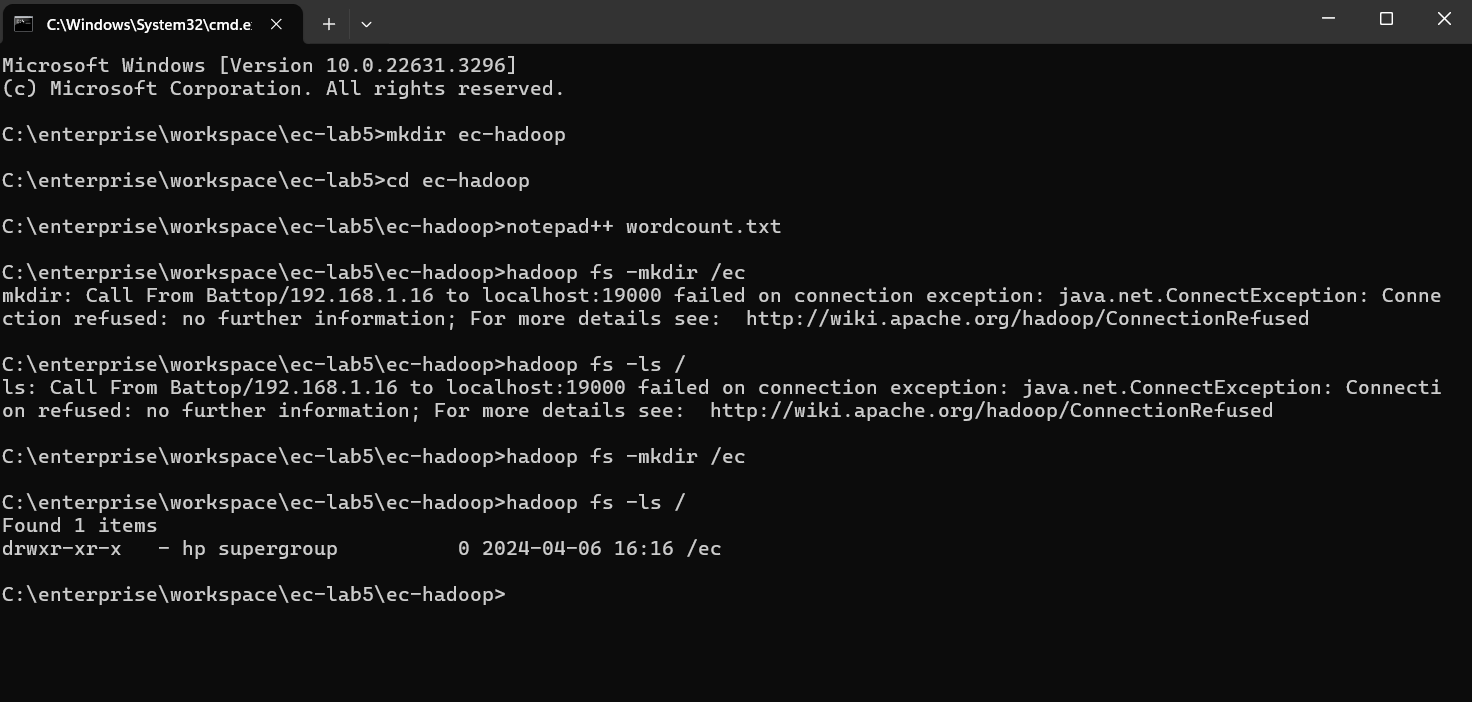 C:\Windows\System32\cmd.e
Microsoft Windows [Version 10.0.22631.3296]
(c) Microsoft Corporation. All rights reserved.
C:\enterprise\workspace\ec-lab5>mkdir ec-hadoop
C:\enterprise\workspace\ec-lab5>cd ec-hadoop
C:\enterprise\workspace\ec-lab5\ec-hadoop>notepad++ wordcount.txt
C:\enterprise\workspace\ec-lab5\ec-hadoop>hadoop fs -mkdir /ec
mkdir: Call From Battop/192.168.1.16 to localhost:19000 failed on connection exception: java.net.ConnectException: Conne
ction refused: no further information; For more details see:  http://wiki.apache.org/hadoop/ConnectionRefused
C:\enterprise\workspace\ec-lab5\ec-hadoop>hadoop fs -ls /
ls: Call From Battop/192.168.1.16 to localhost:19000 failed on connection exception: java.net.ConnectException: Connecti
on refused: no further information; For more details see:  http://wiki.apache.org/hadoop/ConnectionRefused
C:\enterprise\workspace\ec-lab5\ec-hadoop>hadoop fs -mkdir /ec
C:\enterprise\workspace\ec-lab5\ec-hadoop>hadoop fs -ls /
Found 1 items
drwxr-xr-x   - hp supergroup          0 2024-04-06 16:16 /ec
C:\enterprise\workspace\ec-lab5\ec-hadoop>